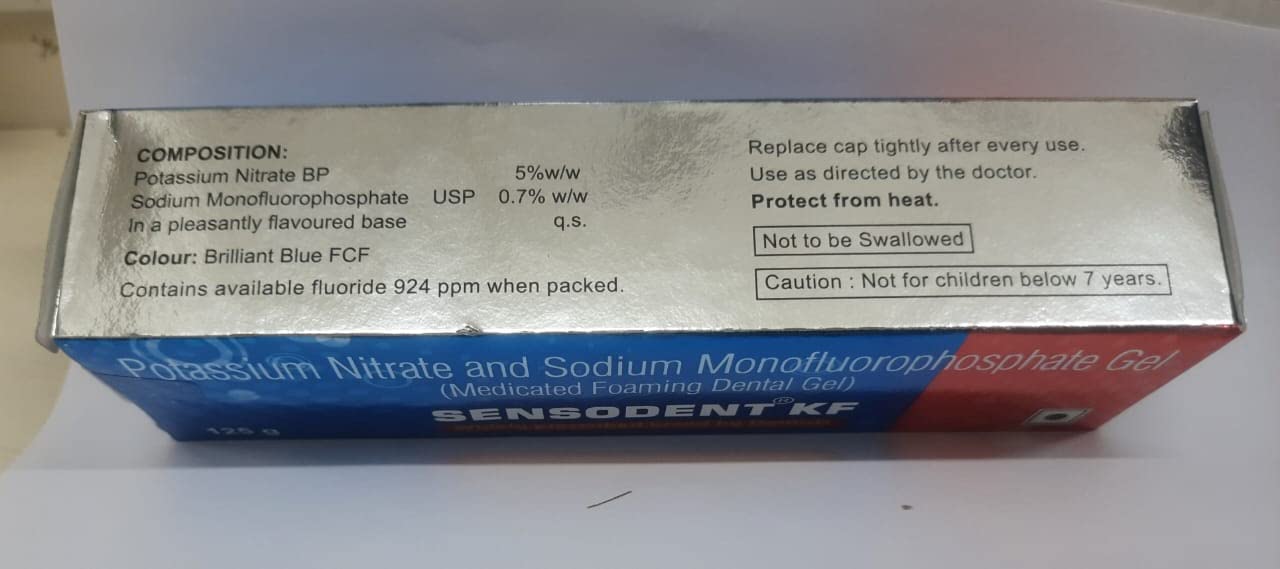 COMPOSITION:
Potassium Nitrate BP 5%w/w
Sodium Monofluorophosphate USP 0.7% w/w
In a pleasantly flavoured base q.s.
Colour: Brilliant Blue FCF
Contains available fluoride 924 ppm when packed.
Replace cap tightly after every use.
Use as directed by the doctor.
Protect from heat.
Not to be Swallowed
Caution : Not for children below 7 years.
Potassium Nitrate and Sodium Monofluorophosphate Gel
(Medicated Foaming Dental Gel)
SENSODENT® KF
125 g